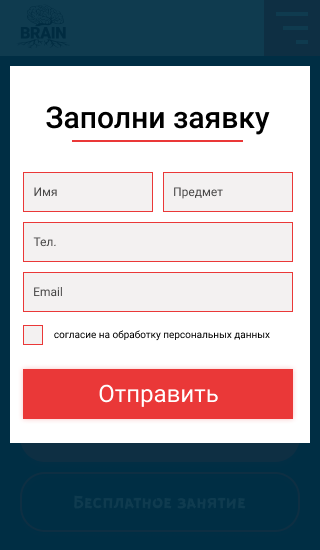 BRAIN
Заполни заявку
Имя
Предмет
Тел.
Email
согласие на обработку персональных данных
Отправить
Бесплатное занятие